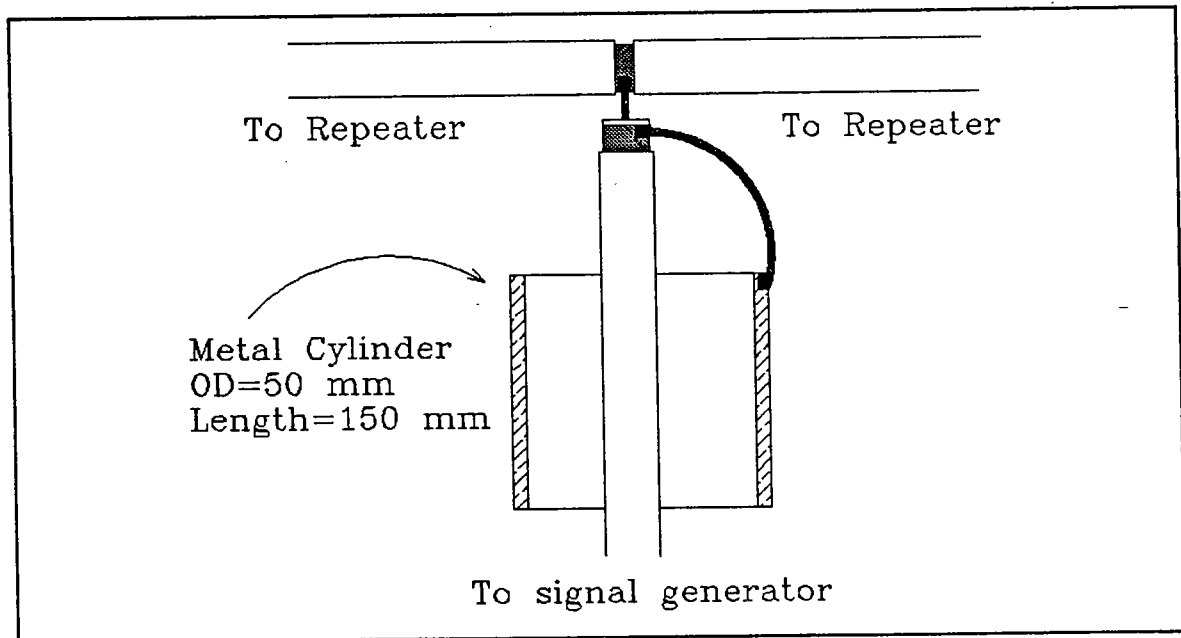 To Repeater
To Repeater
Metal Cylinder
OD=50 mm
Length=150 mm
To signal generator